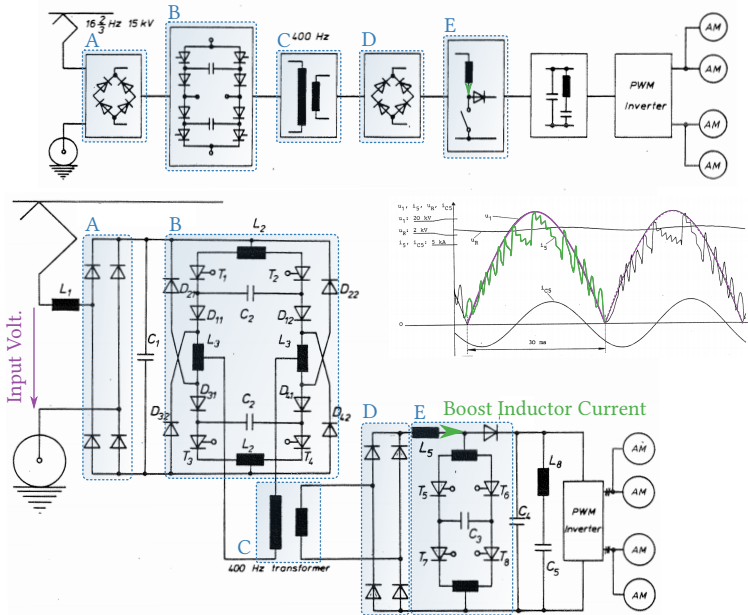 16 2/3 Hz 15 kV
A
B
C
400 Hz
D
E
PWM
Inverter
AM
AM
AM
AM
A
B
L2
T1
T2
D21
D22
C2
D11
D12
L1
C1
L3
L3
Input Volt.
D31
D41
D32
D42
C2
L2
T3
T4
C
400 Hz transformer
u1, is, uR, iCS
u1: 20 kV
uR: 2 kV
is, iCS: 5 kA
u1
uR
is
iCS
0
30 ms
D
E
Boost Inductor Current
L5
T5
T6
C3
T7
T8
C4
L8
C5
PWM
Inverter
AM
AM
AM
AM